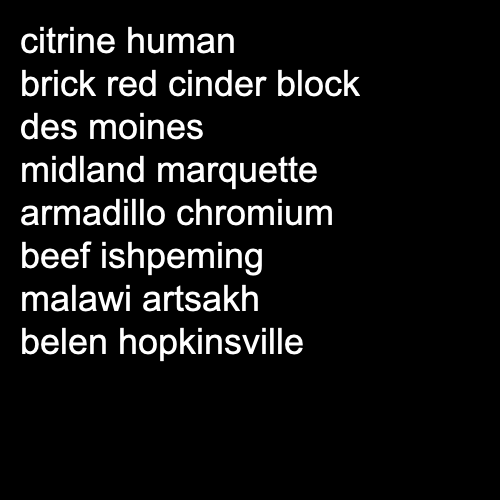 citrine human
brick red cinder block
des moines
midland marquette
armadillo chromium
beef ishpeming
malawi artsakh
belen hopkinsville